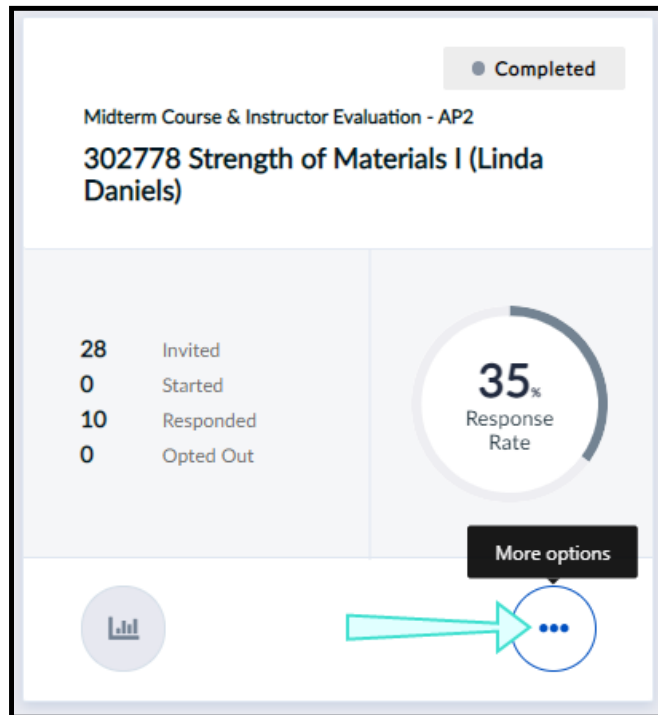 Completed
Midterm Course & Instructor Evaluation - AP2
302778 Strength of Materials I (Linda
Daniels)
28 Invited
0 Started
10 Responded
0 Opted Out
35%
Response
Rate
More options